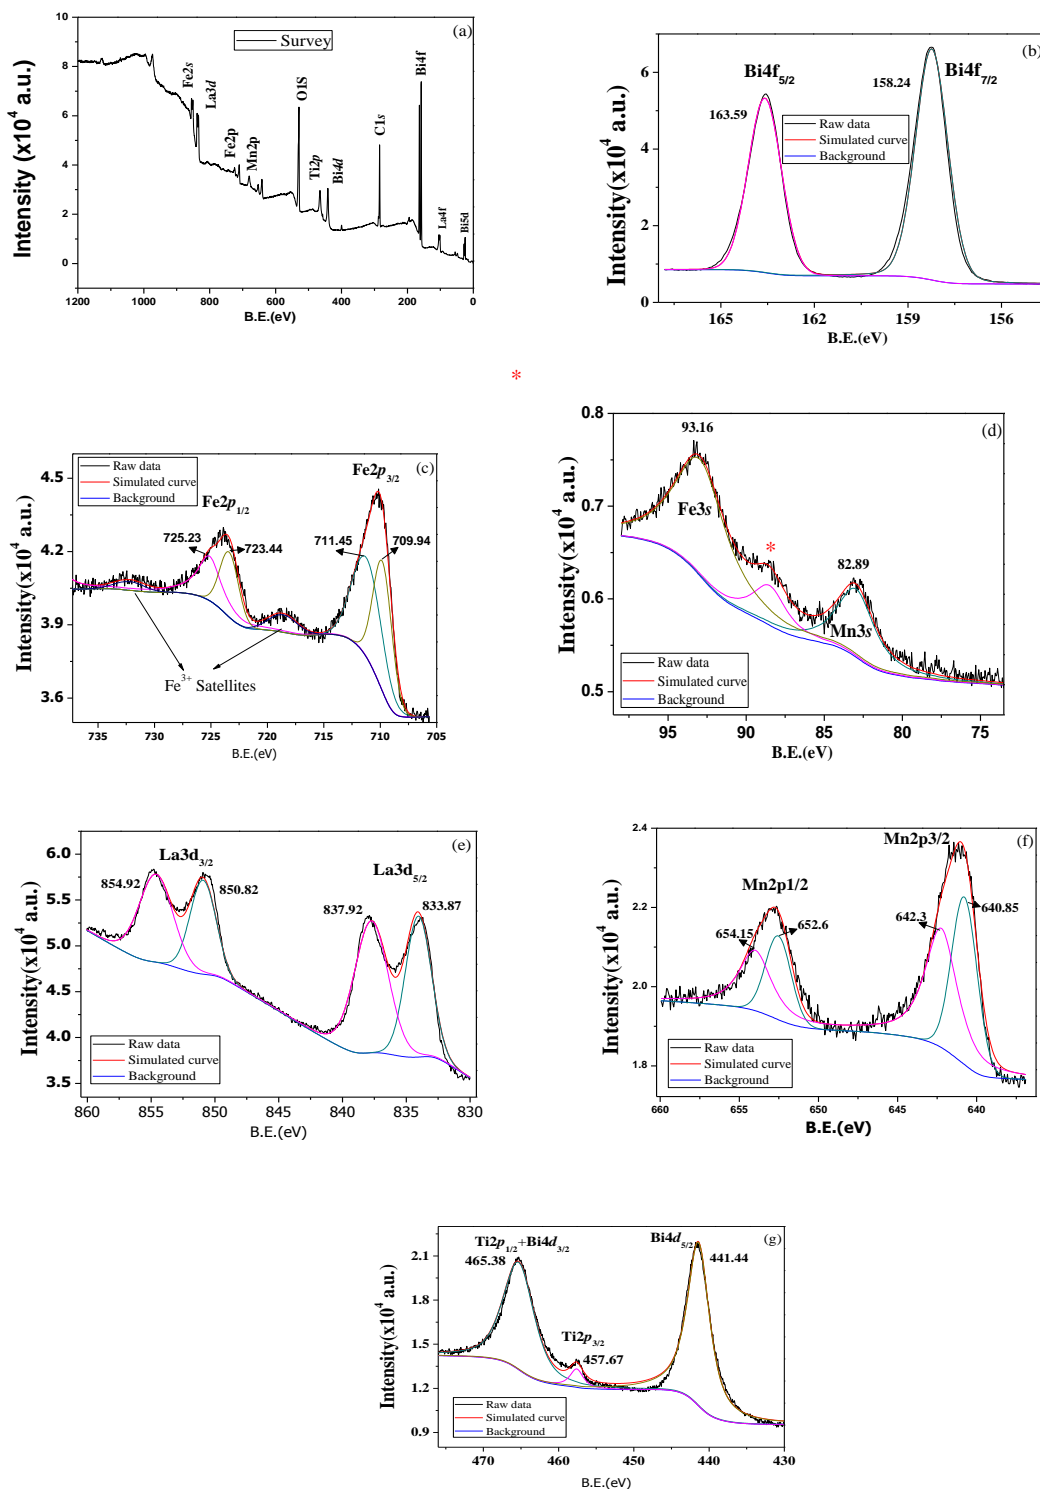 (a)
Survey
Fe2s
La3d
Fe2p
Mn2p
O1S
Ti2p
Bi4d
C1s
Bi4f
La4f
Bi5d
Intensity (x10⁴ a.u.)
10
8
6
4
2
0
1200 1000 800 600 400 200 0
B.E.(eV)
(b)
Bi4f5/2
158.24 Bi4f7/2
163.59
Raw data
Simulated curve
Background
Intensity(x10⁴ a.u.)
6
4
2
0
165 162 159 156
B.E.(eV)
*
(c)
Raw data
Simulated curve
Background
Fe2p3/2
Fe2p1/2
725.23
723.44
711.45
709.94
Fe³⁺ Satellites
Intensity(x10⁴ a.u.)
4.5
4.2
3.9
3.6
735 730 725 720 715 710 705
B.E.(eV)
(d)
93.16
Fe3s
*
82.89
Mn3s
Raw data
Simulated curve
Background
Intensity(x10⁴ a.u.)
0.8
0.7
0.6
0.5
95 90 85 80 75
B.E.(eV)
(e)
La3d3/2
La3d5/2
854.92
850.82
837.92
833.87
Raw data
Simulated curve
Background
Intensity(x10⁴ a.u.)
6.0
5.5
5.0
4.5
4.0
3.5
860 855 850 845 840 835 830
B.E.(eV)
(f)
Mn2p3/2
Mn2p1/2
654.15
652.6
642.3
640.85
Raw data
Simulated curve
Background
Intensity(x10⁴ a.u.)
2.4
2.2
2.0
1.8
660 655 650 645 640
B.E.(eV)
(g)
Ti2p1/2+Bi4d3/2
465.38
Bi4d5/2
441.44
Ti2p3/2
457.67
Raw data
Simulated curve
Background
Intensity(x10⁴ a.u.)
2.1
1.8
1.5
1.2
0.9
470 460 450 440 430
B.E.(eV)